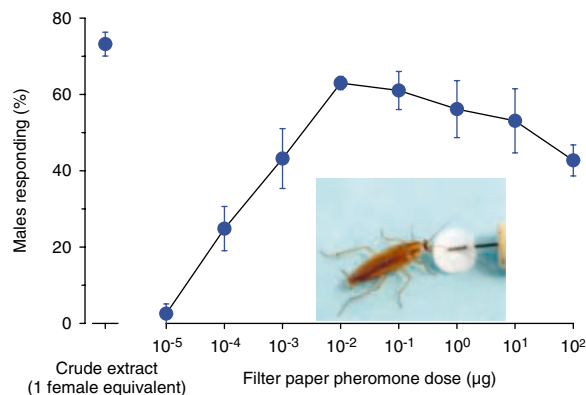 80
60
40
20
0
Males responding (%)
10-5 10-4 10-3 10-2 10-1 100 101 102
Crude extract
(1 female equivalent)
Filter paper pheromone dose (µg)